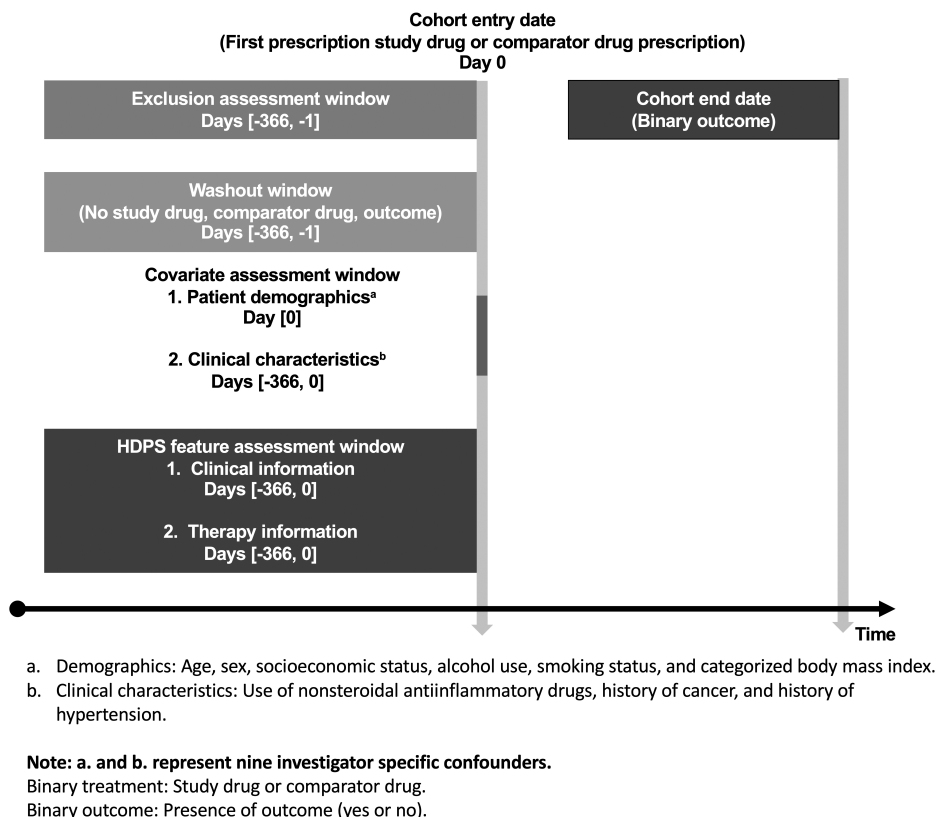 Cohort entry date
(First prescription study drug or comparator drug prescription)
Day 0
Exclusion assessment window
Days [-366, -1]
Cohort end date
(Binary outcome)
Washout window
(No study drug, comparator drug, outcome)
Days [-366, -1]
Covariate assessment window
1. Patient demographicsᵃ
Day [0]
2. Clinical characteristicsᵇ
Days [-366, 0]
HDPS feature assessment window
1. Clinical information
Days [-366, 0]
2. Therapy information
Days [-366, 0]
Time
a. Demographics: Age, sex, socioeconomic status, alcohol use, smoking status, and categorized body mass index.
b. Clinical characteristics: Use of nonsteroidal antiinflammatory drugs, history of cancer, and history of
hypertension.
Note: a. and b. represent nine investigator specific confounders.
Binary treatment: Study drug or comparator drug.
Binary outcome: Presence of outcome (yes or no).